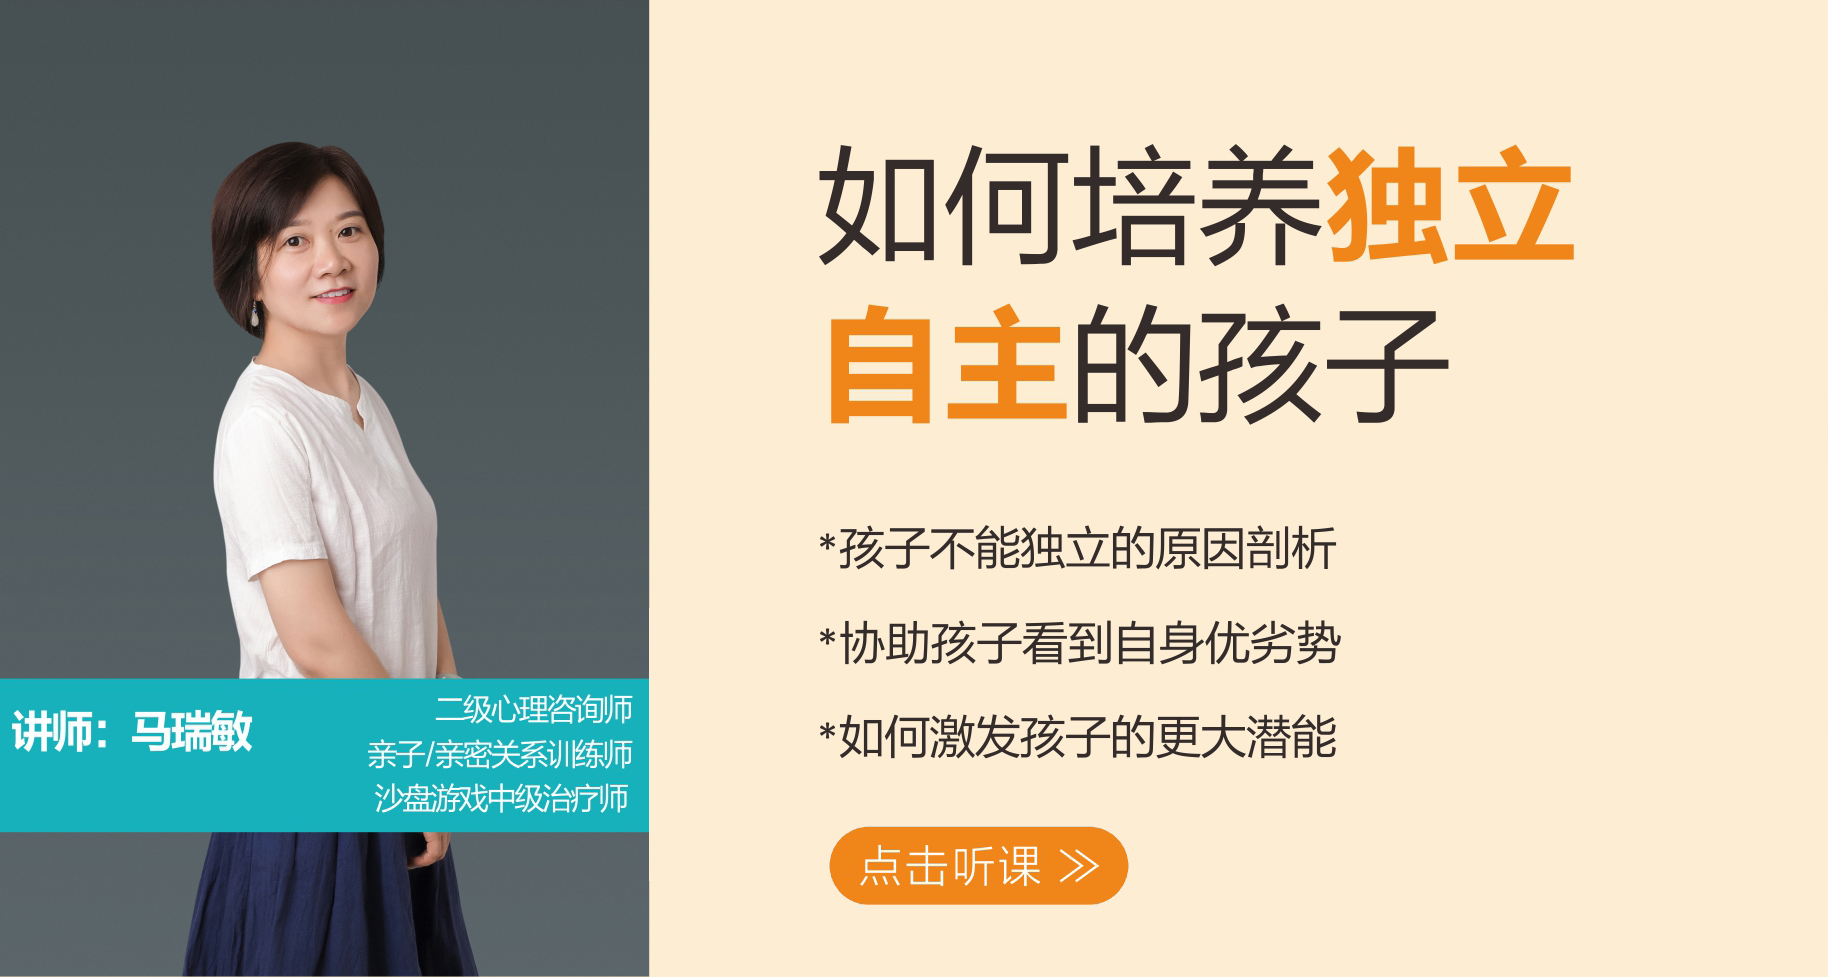 讲师：马瑞敏
二级心理咨询师
亲子/亲密关系训练师
沙盘游戏中级治疗师
如何培养独立
自主的孩子
*孩子不能独立的原因剖析
*协助孩子看到自身优劣势
*如何激发孩子的更大潜能
点击听课 >>